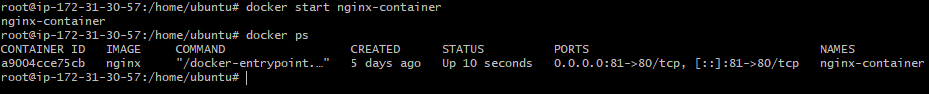 root@ip-172-31-30-57:/home/ubuntu# docker start nginx-container
nginx-container
root@ip-172-31-30-57:/home/ubuntu# docker ps
CONTAINER ID   IMAGE     COMMAND                  CREATED      STATUS          PORTS                                 NAMES
a9004cce75cb   nginx     "/docker-entrypoint.…"   5 days ago   Up 10 seconds   0.0.0.0:81->80/tcp, [::]:81->80/tcp   nginx-container
root@ip-172-31-30-57:/home/ubuntu#